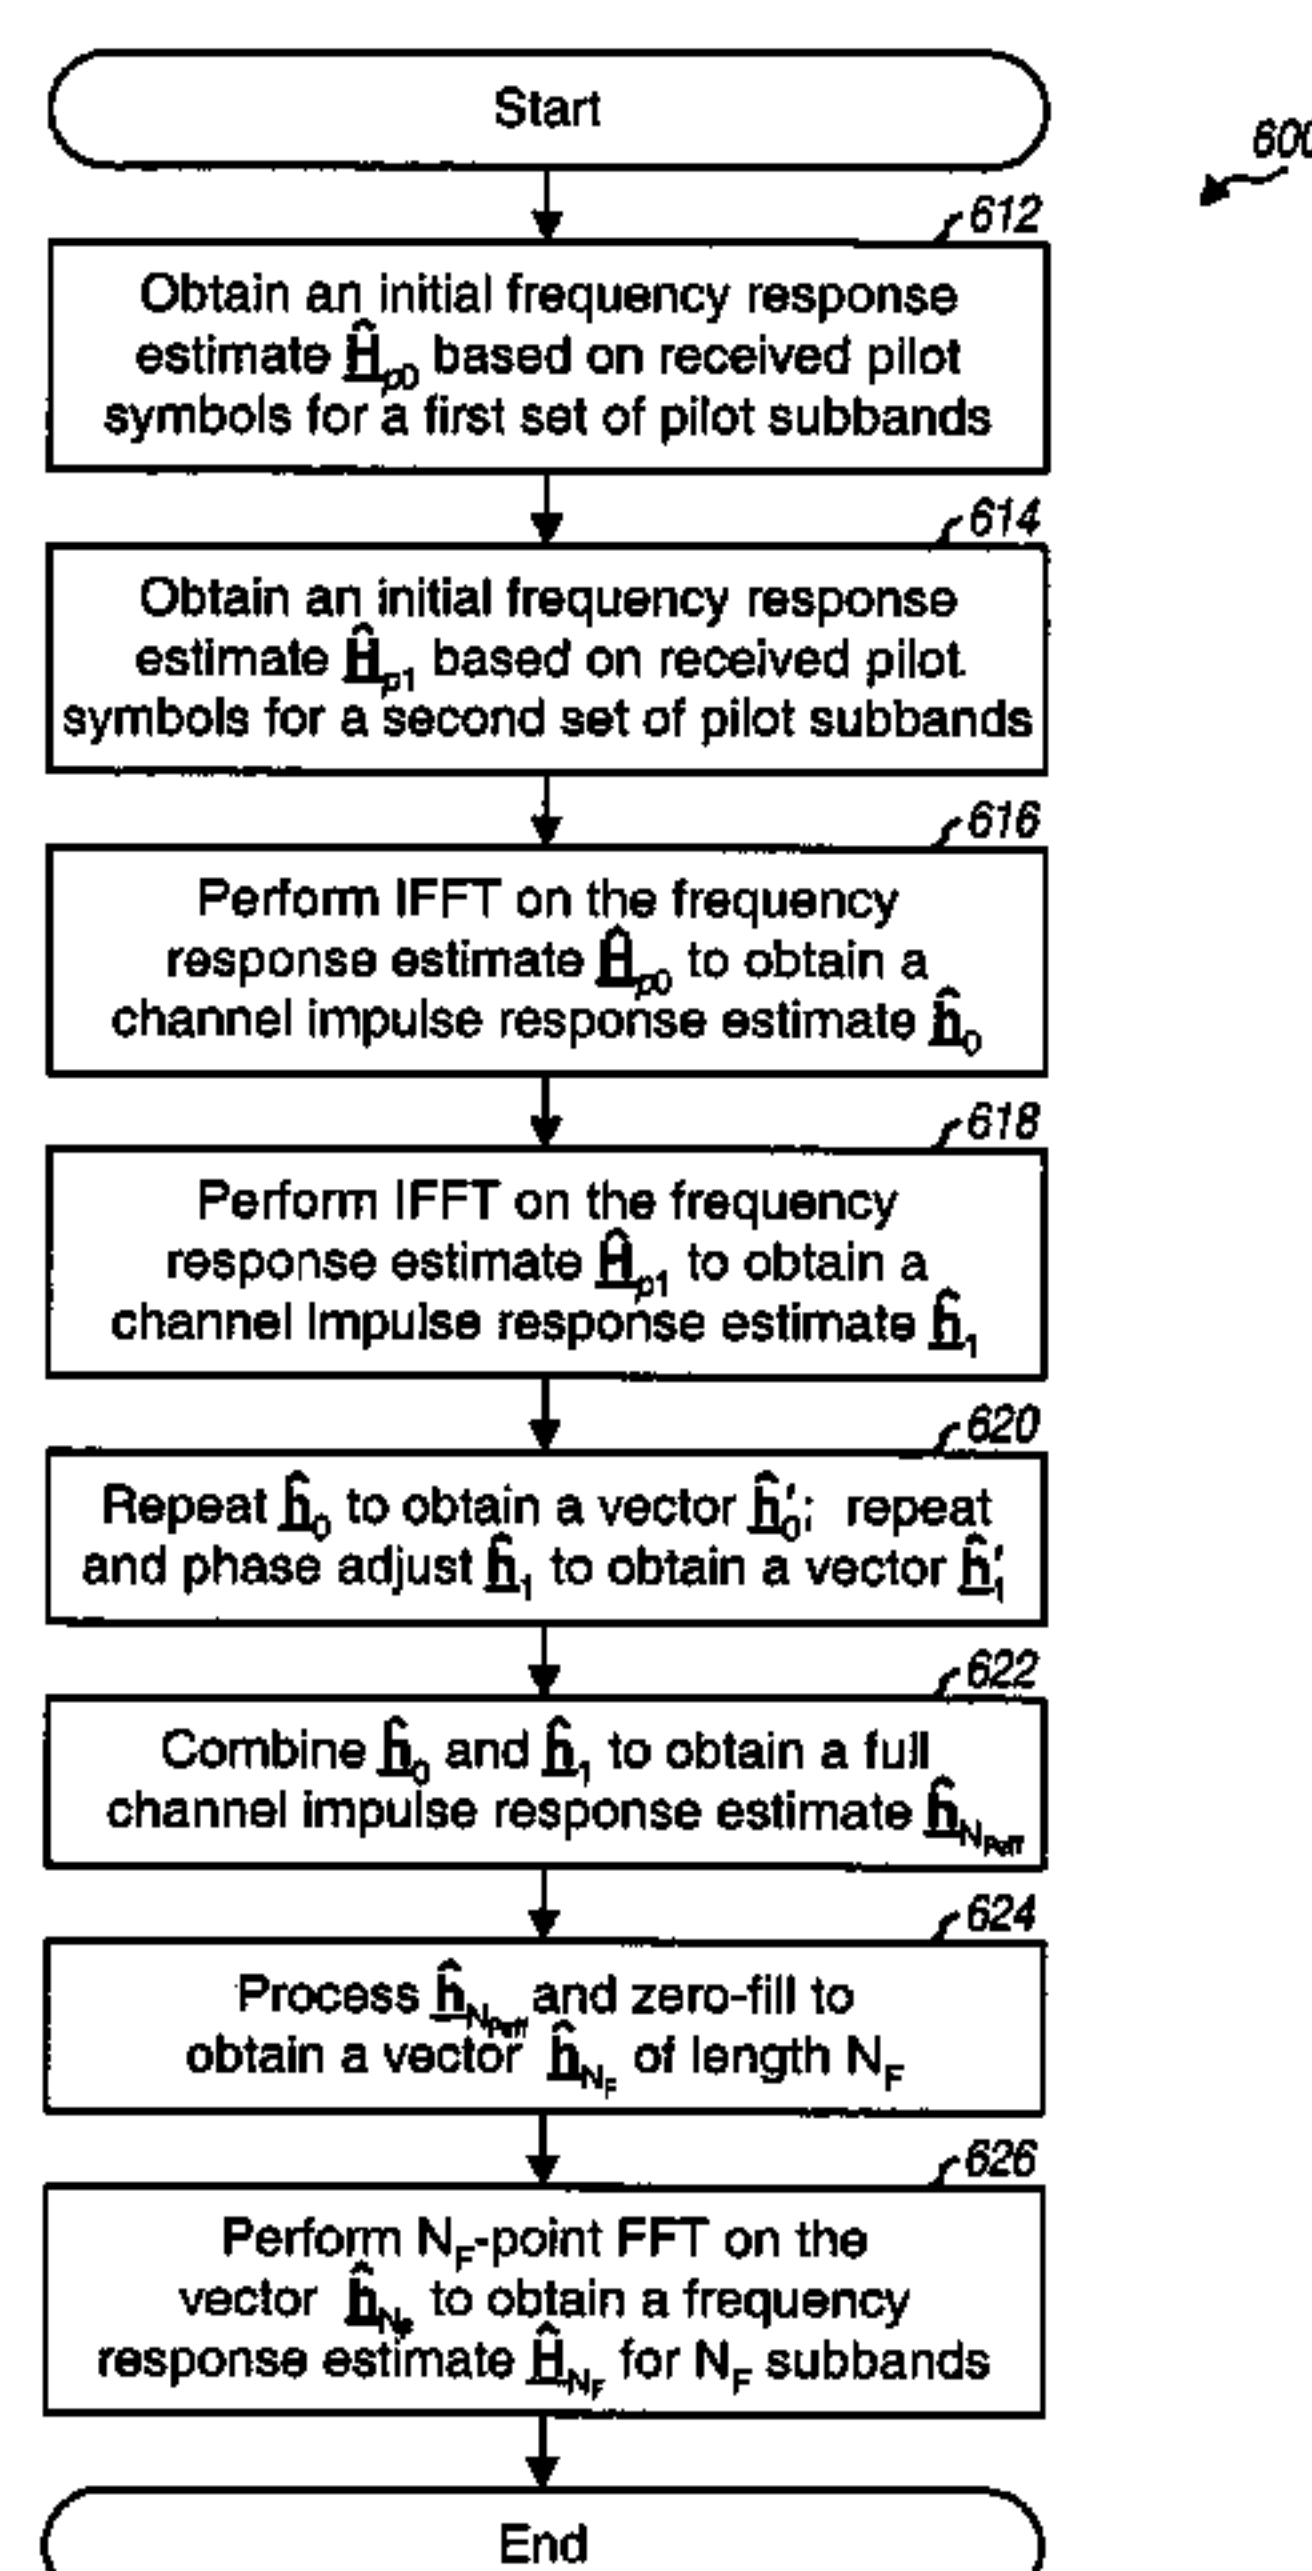 Start
600
612
Obtain an initial frequency response
estimate Ĥp0 based on received pilot
symbols for a first set of pilot subbands
614
Obtain an initial frequency response
estimate Ĥp1 based on received pilot
symbols for a second set of pilot subbands
616
Perform IFFT on the frequency
response estimate Ĥp0 to obtain a
channel impulse response estimate ĥ0
618
Perform IFFT on the frequency
response estimate Ĥp1 to obtain a
channel impulse response estimate ĥ1
620
Repeat ĥ0 to obtain a vector ĥ'0; repeat
and phase adjust ĥ1 to obtain a vector ĥ'1
622
Combine ĥ0 and ĥ1 to obtain a full
channel impulse response estimate ĥNPeff
624
Process ĥNPeff and zero-fill to
obtain a vector ĥNF of length NF
626
Perform NF-point FFT on the
vector ĥNF to obtain a frequency
response estimate ĤNF for NF subbands
End